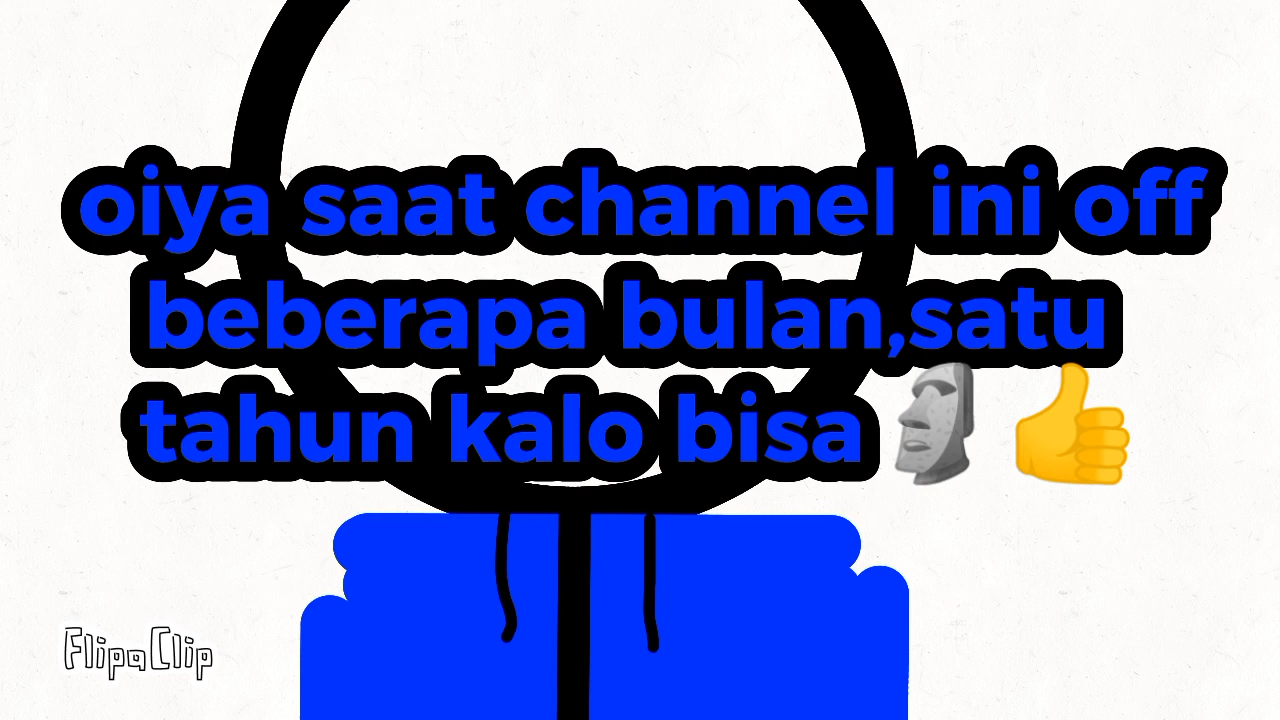 oiya saat channel ini off
beberapa bulan,satu
tahun kalo bisa🗿👍
FlipaClip